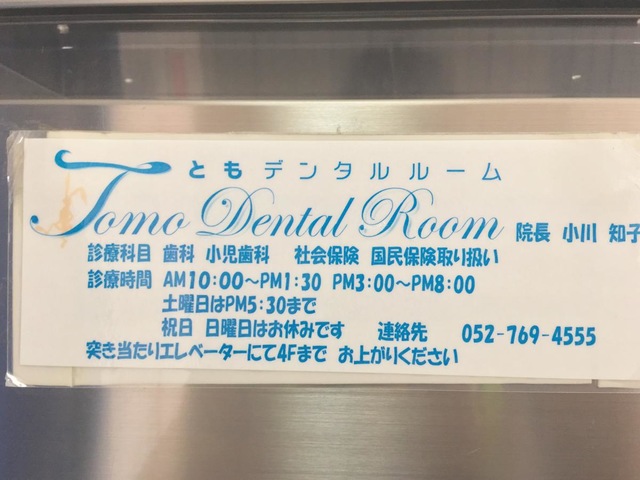 ともデンタルルーム
Tomo Dental Room 院長 小川 知子
診療科目 歯科 小児歯科 社会保険 国民保険取り扱い
診療時間 AM10:00〜PM1:30 PM3:00〜PM8:00
土曜日はPM5:30まで
祝日 日曜日はお休みです 連絡先 052-769-4555
突き当たりエレベーターにて4Fまで お上がりください